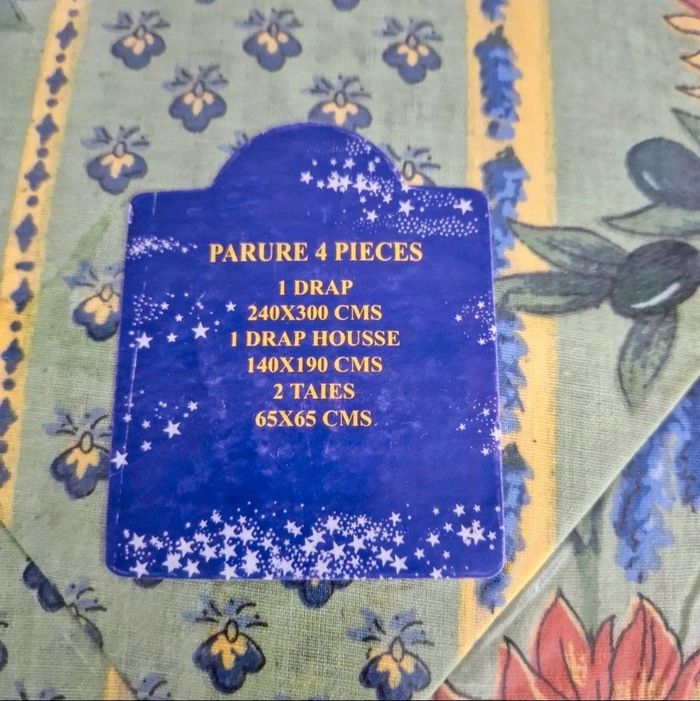 PARURE 4 PIECES
1 DRAP
240X300 CMS
1 DRAP HOUSSE
140X190 CMS
2 TAIES
65X65 CMS